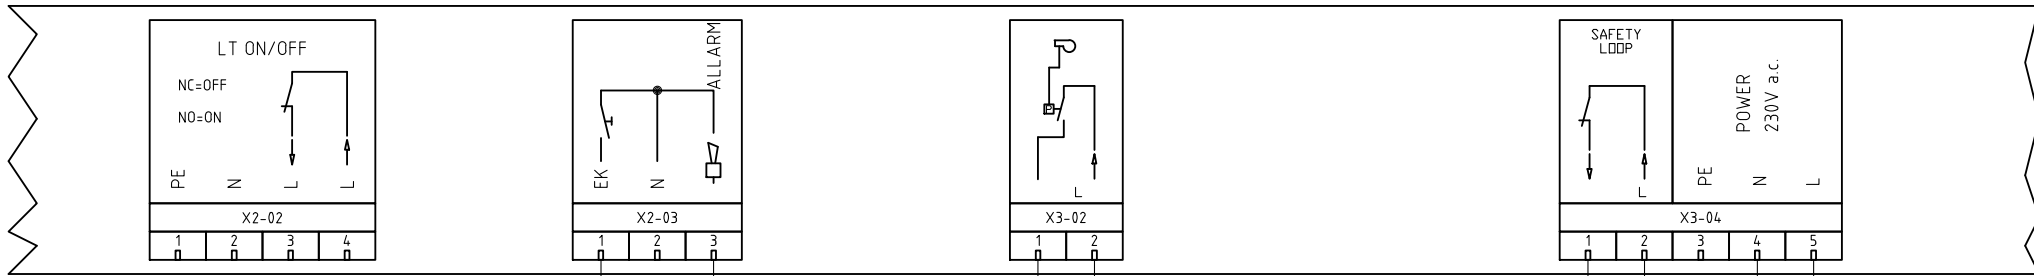 LT ON/OFF
NC=OFF
NO=ON
PE
N
L
L
X2-02
1 2 3 4
ALLARM
EK
N
X2-03
1 2 3
P
L
X3-02
1 2
SAFETY
LOOP
L
POWER
230V a.c.
PE
N
L
X3-04
1 2 3 4 5